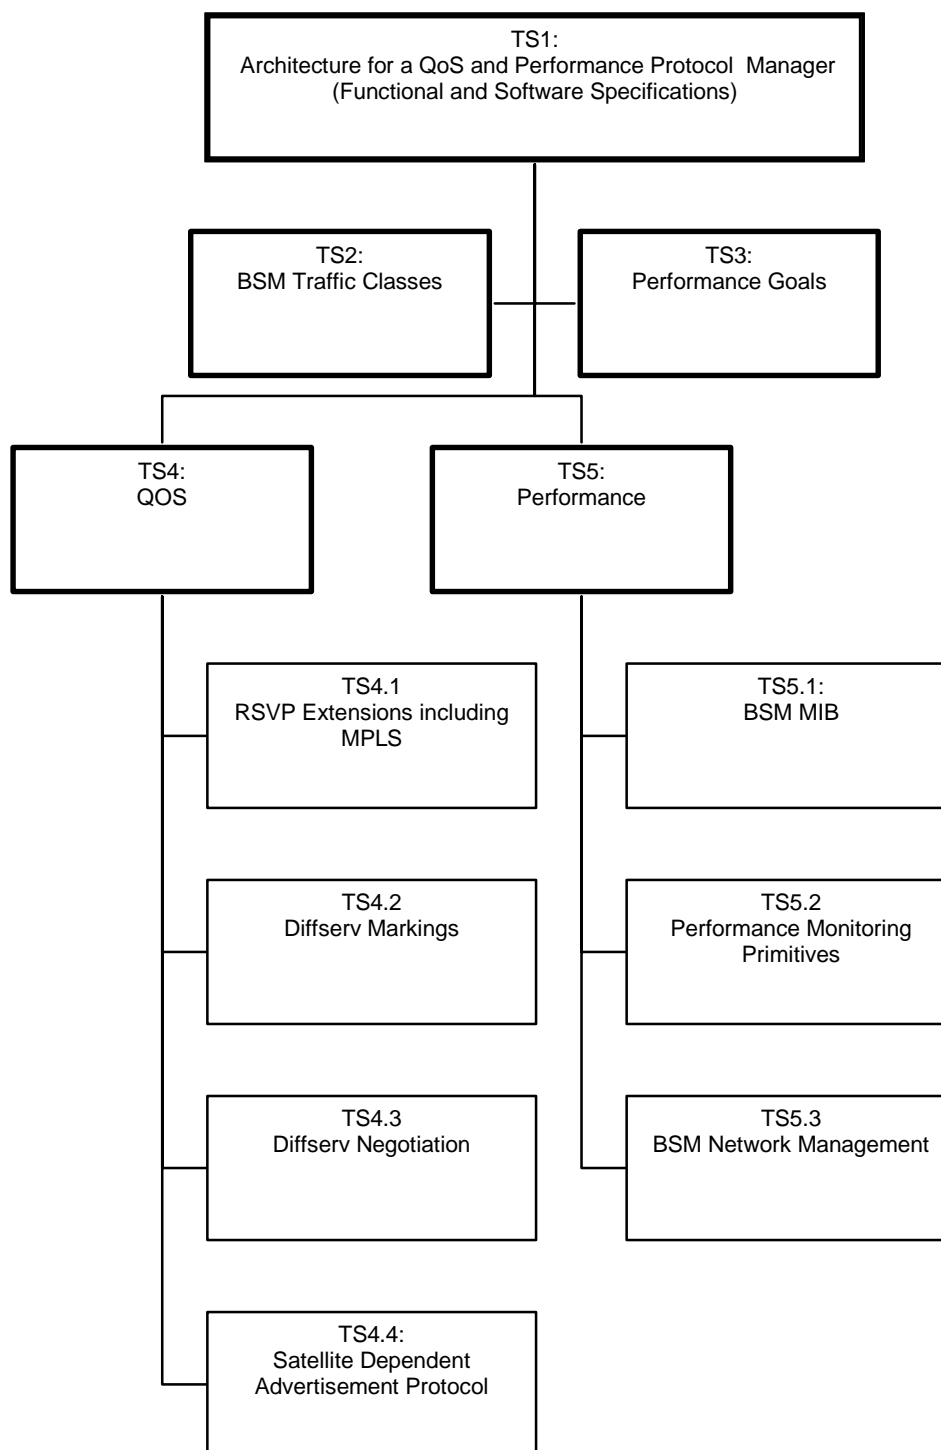 TS1:
Architecture for a QoS and Performance Protocol  Manager
(Functional and Software Specifications)
TS2:
BSM Traffic Classes
TS3:
Performance Goals
TS4:
QOS
TS5:
Performance
TS4.1
RSVP Extensions including
MPLS
TS5.1:
BSM MIB
TS4.2
Diffserv Markings
TS5.2
Performance Monitoring
Primitives
TS4.3
Diffserv Negotiation
TS5.3
BSM Network Management
TS4.4:
Satellite Dependent
Advertisement Protocol